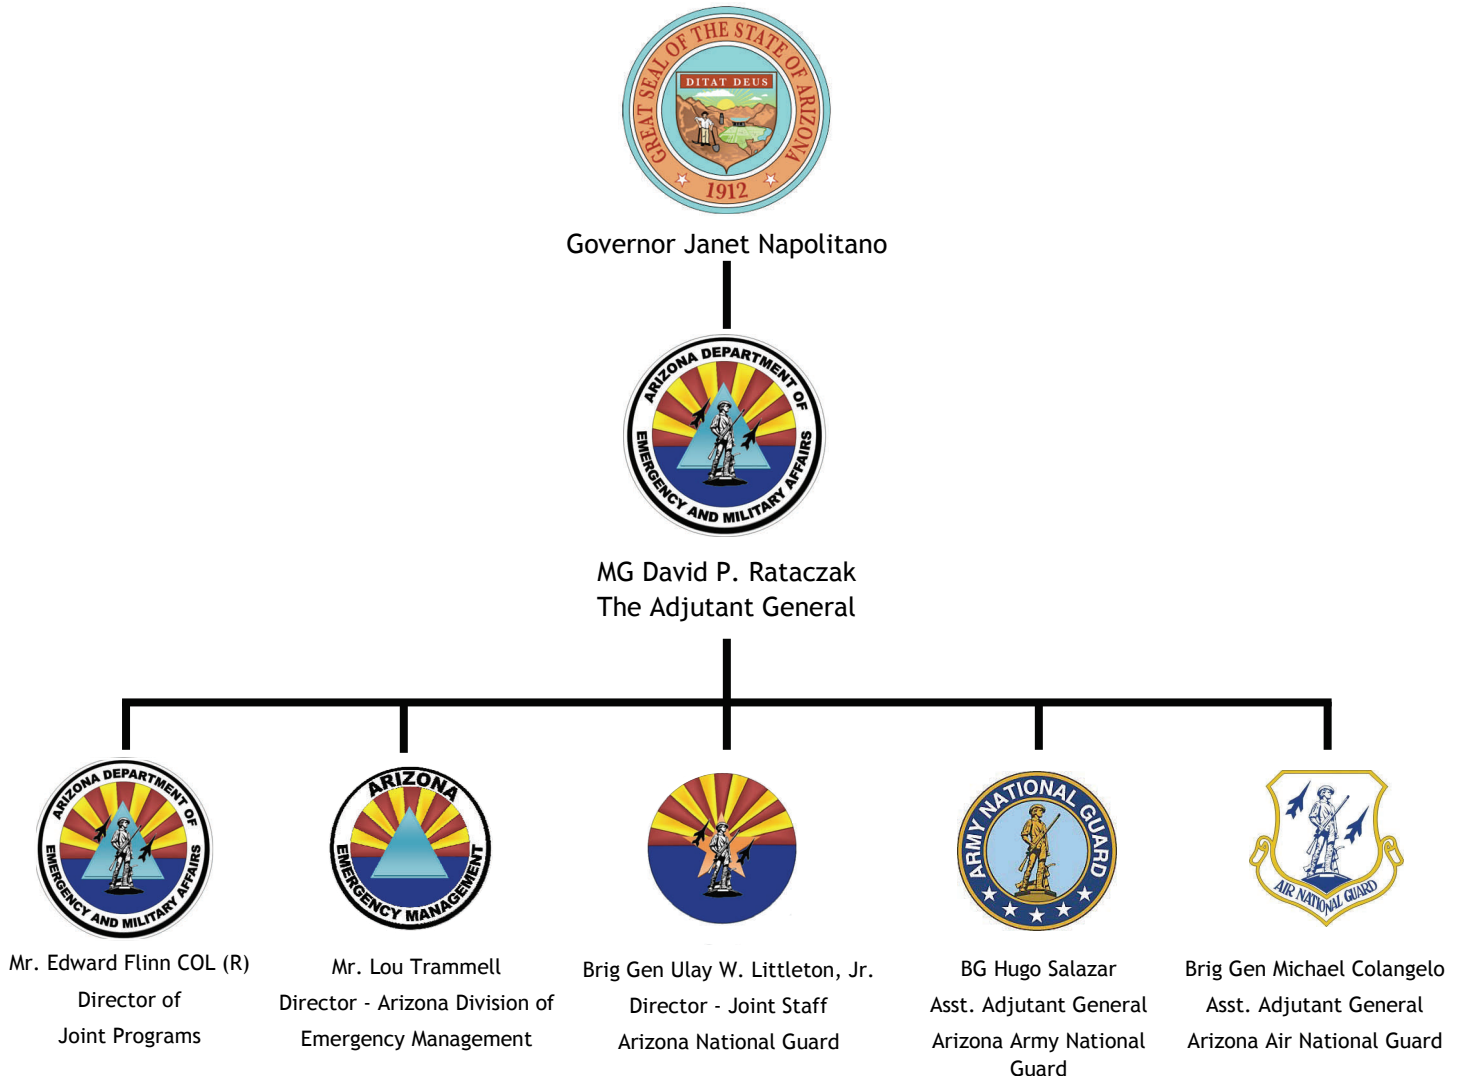 GREAT SEAL OF THE STATE OF ARIZONA
DITAT DEUS
1912
Governor Janet Napolitano
ARIZONA DEPARTMENT OF
EMERGENCY AND MILITARY AFFAIRS
MG David P. Rataczak
The Adjutant General
ARIZONA DEPARTMENT OF
EMERGENCY AND MILITARY AFFAIRS
Mr. Edward Flinn COL (R)
Director of
Joint Programs
ARIZONA
EMERGENCY MANAGEMENT
Mr. Lou Trammell
Director - Arizona Division of
Emergency Management
Brig Gen Ulay W. Littleton, Jr.
Director - Joint Staff
Arizona National Guard
ARMY NATIONAL GUARD
BG Hugo Salazar
Asst. Adjutant General
Arizona Army National
Guard
AIR NATIONAL GUARD
Brig Gen Michael Colangelo
Asst. Adjutant General
Arizona Air National Guard